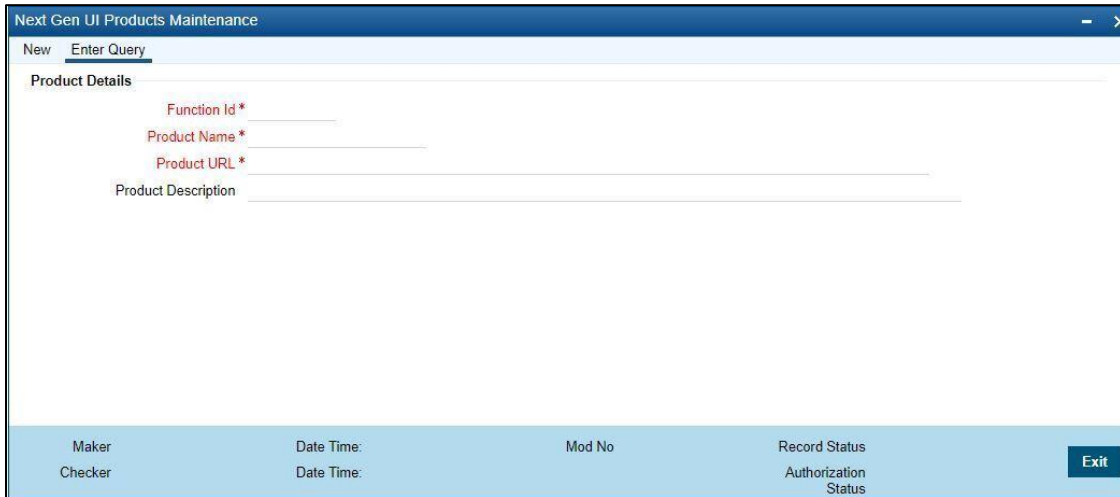 Next Gen UI Products Maintenance
New Enter Query
Product Details
Function Id *
Product Name *
Product URL *
Product Description
Maker Date Time: Mod No Record Status
Exit
Checker Date Time: Authorization
Status